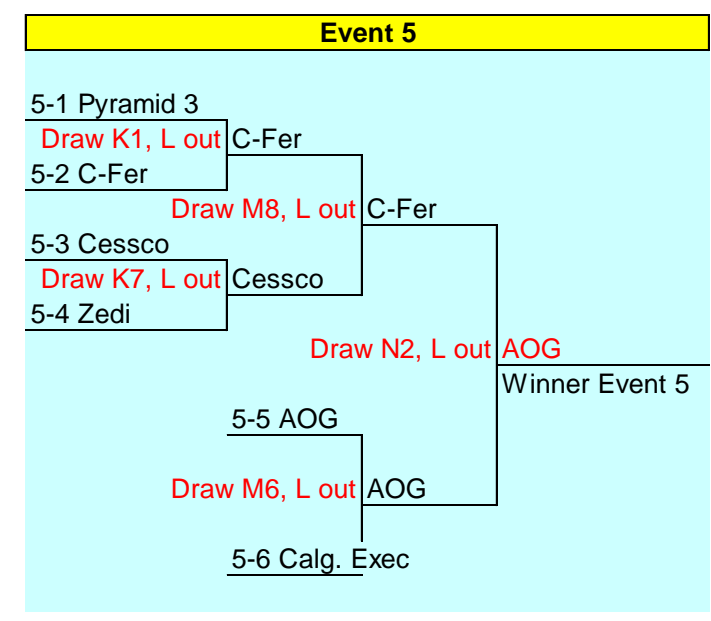 Event 5
5-1 Pyramid 3
Draw K1, L out C-Fer
5-2 C-Fer
Draw M8, L out C-Fer
5-3 Cessco
Draw K7, L out Cessco
5-4 Zedi
Draw N2, L out AOG
Winner Event 5
5-5 AOG
Draw M6, L out AOG
5-6 Calg. Exec